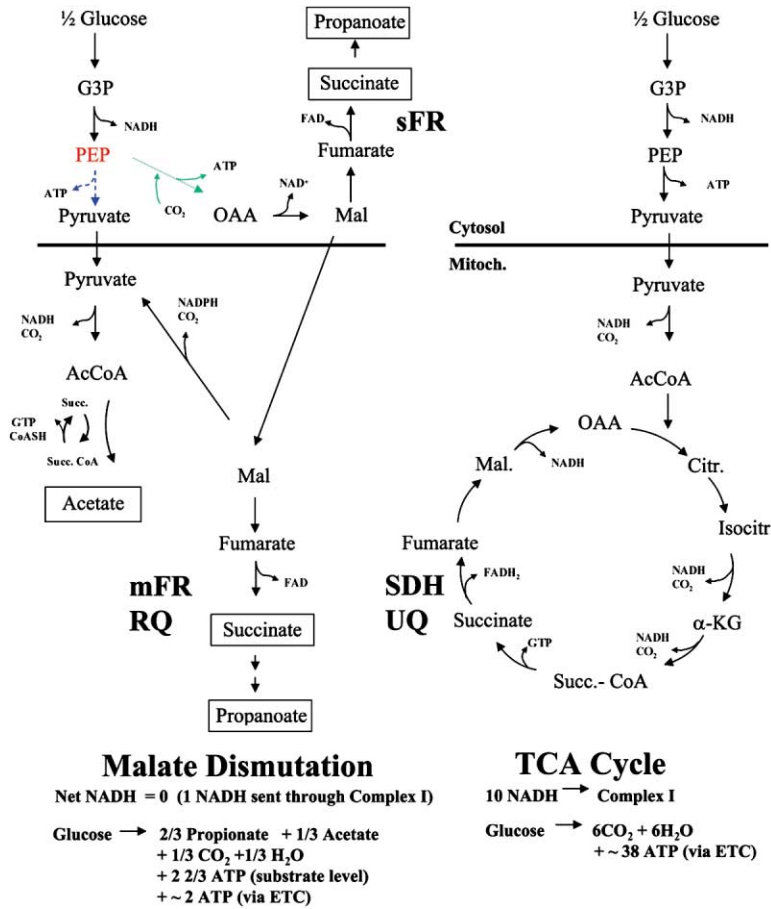 ½ Glucose
G3P
NADH
PEP
ATP
Pyruvate
CO₂
ATP
OAA
NAD⁺
Mal
Fumarate
FAD
sFR
Succinate
Propanoate
Pyruvate
NADH
CO₂
NADPH
CO₂
AcCoA
Succ.
GTP
CoASH
Succ. CoA
Acetate
Mal
Fumarate
FAD
mFR
RQ
Succinate
Propanoate
Malate Dismutation
Net NADH = 0 (1 NADH sent through Complex I)
Glucose → 2/3 Propionate + 1/3 Acetate
+ 1/3 CO₂ +1/3 H₂O
+ 2 2/3 ATP (substrate level)
+ ~ 2 ATP (via ETC)
½ Glucose
G3P
NADH
PEP
ATP
Pyruvate
Cytosol
Mitoch.
Pyruvate
NADH
CO₂
AcCoA
OAA
Citr.
Isocitr
NADH
CO₂
α-KG
NADH
CO₂
Succ.- CoA
GTP
Succinate
FADH₂
SDH
UQ
Fumarate
Mal.
NADH
TCA Cycle
10 NADH → Complex I
Glucose → 6CO₂ + 6H₂O
+ ~ 38 ATP (via ETC)